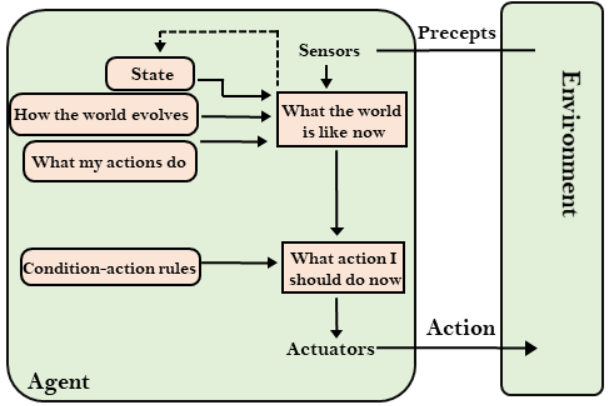 Precepts
Sensors
State
How the world evolves
What the world
is like now
What my actions do
Environment
Condition-action rules
What action I
should do now
Actuators
Action
Agent